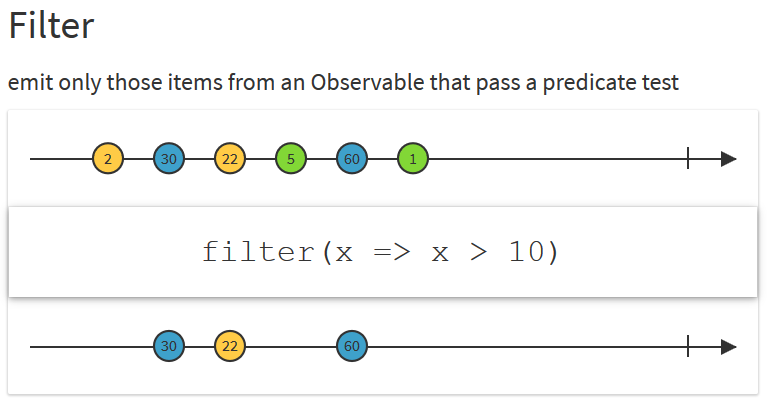 Filter
emit only those items from an Observable that pass a predicate test
2 30 22 5 60 1
filter(x => x > 10)
30 22 60